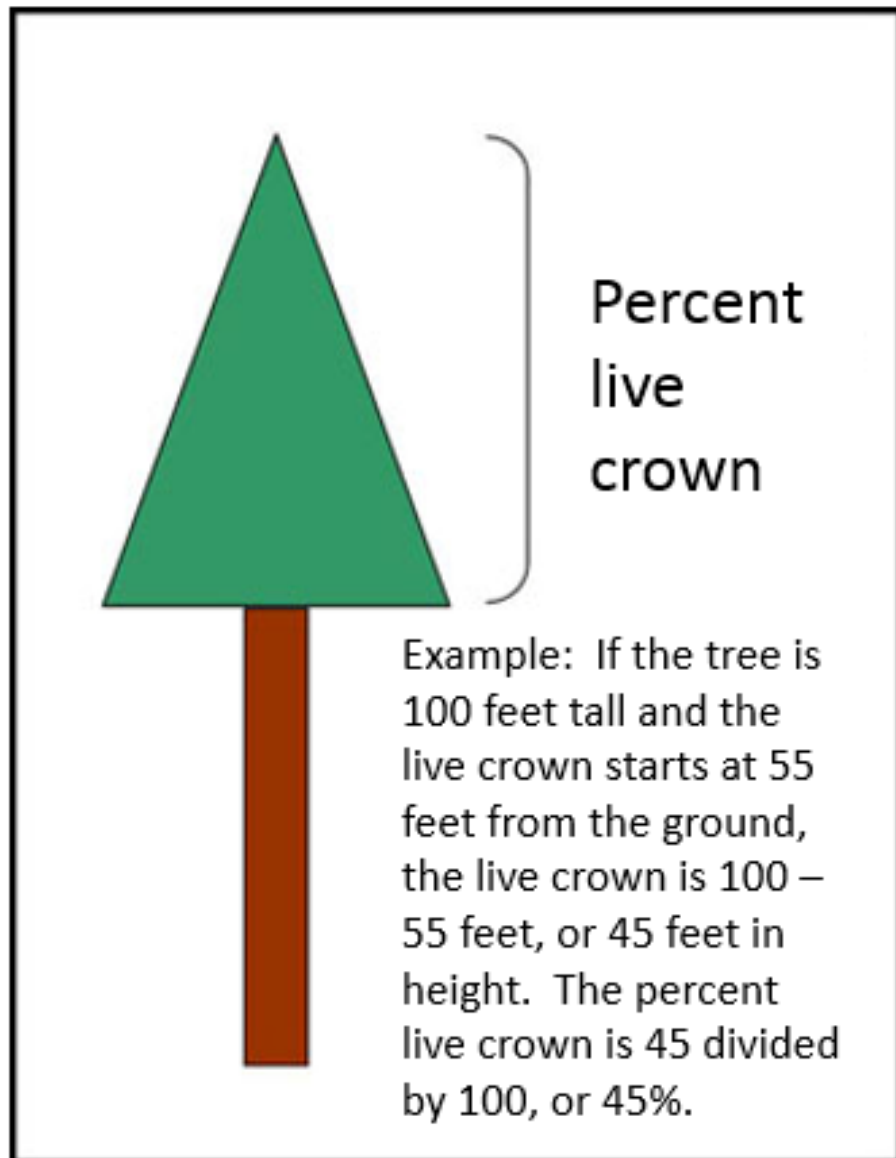 Percent
live
crown
Example:  If the tree is
100 feet tall and the
live crown starts at 55
feet from the ground,
the live crown is 100 –
55 feet, or 45 feet in
height.  The percent
live crown is 45 divided
by 100, or 45%.